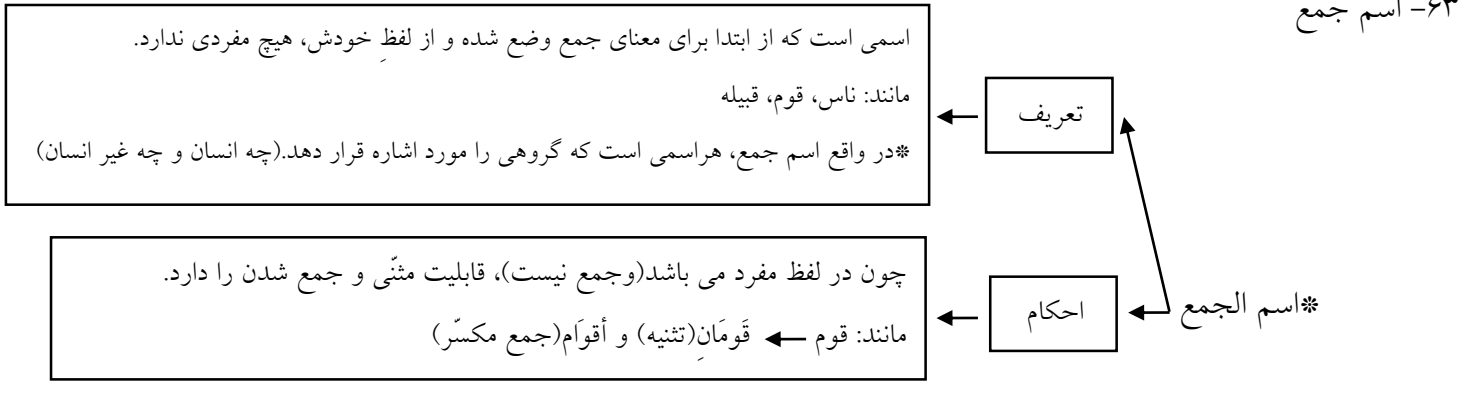 ۶۳- اسم جمع
اسمی است که از ابتدا برای معنای جمع وضع شده و از لفظِ خودش، هیچ مفردی ندارد.
مانند: ناس، قوم، قبیله
*در واقع اسم جمع، هراسمی است که گروهی را مورد اشاره قرار دهد.(چه انسان و چه غیر انسان)
تعریف
چون در لفظ مفرد می باشد(وجمع نیست)، قابلیت مثنّی و جمع شدن را دارد.
مانند: قوم ← قَومَانِ(تثنیه) و أقوَام(جمع مکسّر)
احکام
*اسم الجمع